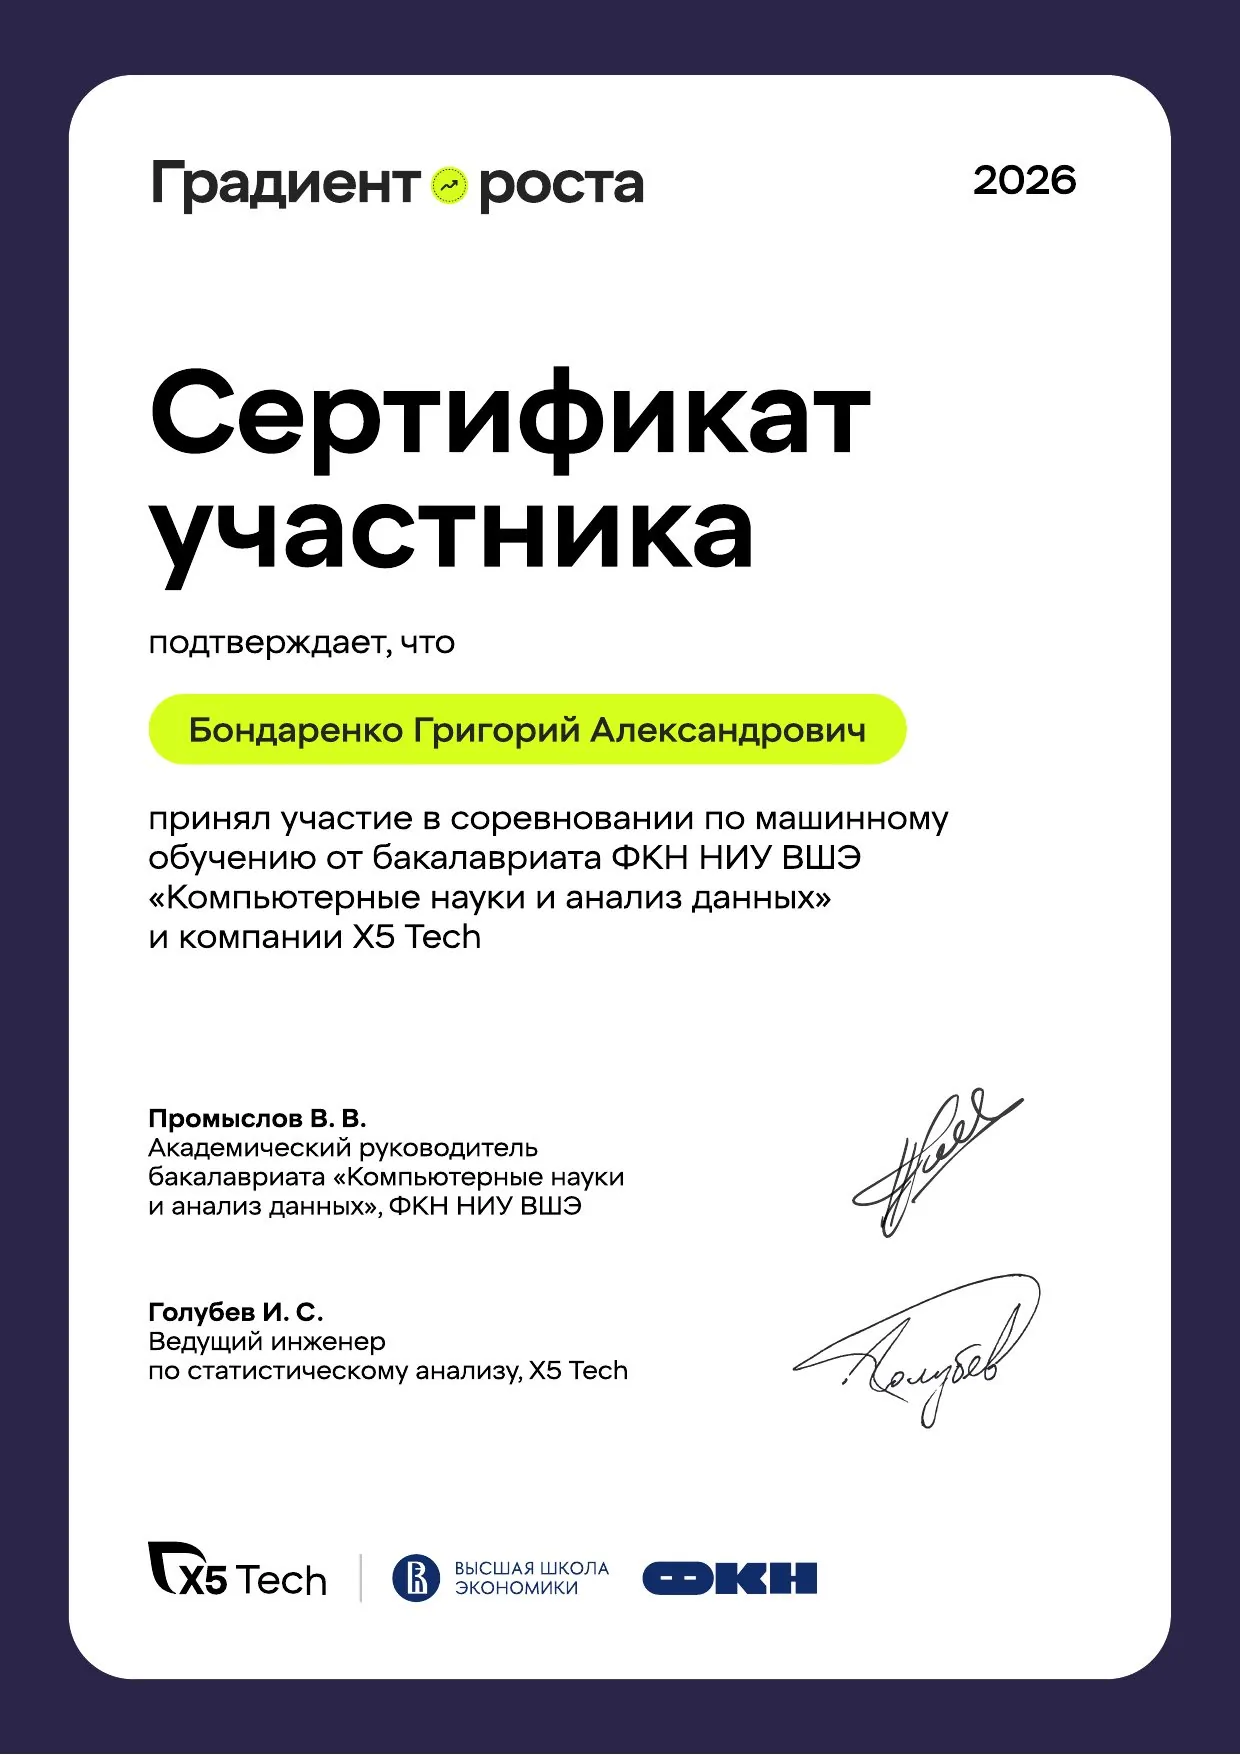 Градиент роста
2026
Сертификат
участника
подтверждает, что
Бондаренко Григорий Александрович
принял участие в соревновании по машинному
обучению от бакалавриата ФКН НИУ ВШЭ
«Компьютерные науки и анализ данных»
и компании X5 Tech
Промыслов В. В.
Академический руководитель
бакалавриата «Компьютерные науки
и анализ данных», ФКН НИУ ВШЭ
Голубев И. С.
Ведущий инженер
по статистическому анализу, X5 Tech
Голубев
X5 Tech
ВЫСШАЯ ШКОЛА
ЭКОНОМИКИ
ФКН